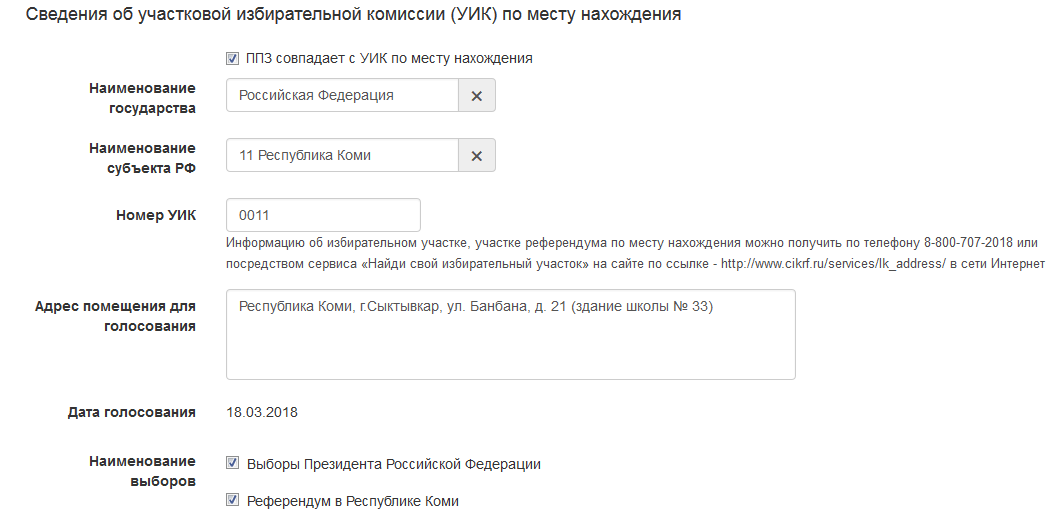 Сведения об участковой избирательной комиссии (УИК) по месту нахождения
ППЗ совпадает с УИК по месту нахождения
Наименование
государства
Российская Федерация
×
Наименование
субъекта РФ
11 Республика Коми
×
Номер УИК
0011
Информацию об избирательном участке, участке референдума по месту нахождения можно получить по телефону 8-800-707-2018 или
посредством сервиса «Найди свой избирательный участок» на сайте по ссылке - http://www.cikrf.ru/services/lk_address/ в сети Интернет
Адрес помещения для
голосования
Республика Коми, г.Сыктывкар, ул. Банбана, д. 21 (здание школы № 33)
Дата голосования
18.03.2018
Наименование
выборов
Выборы Президента Российской Федерации
Референдум в Республике Коми